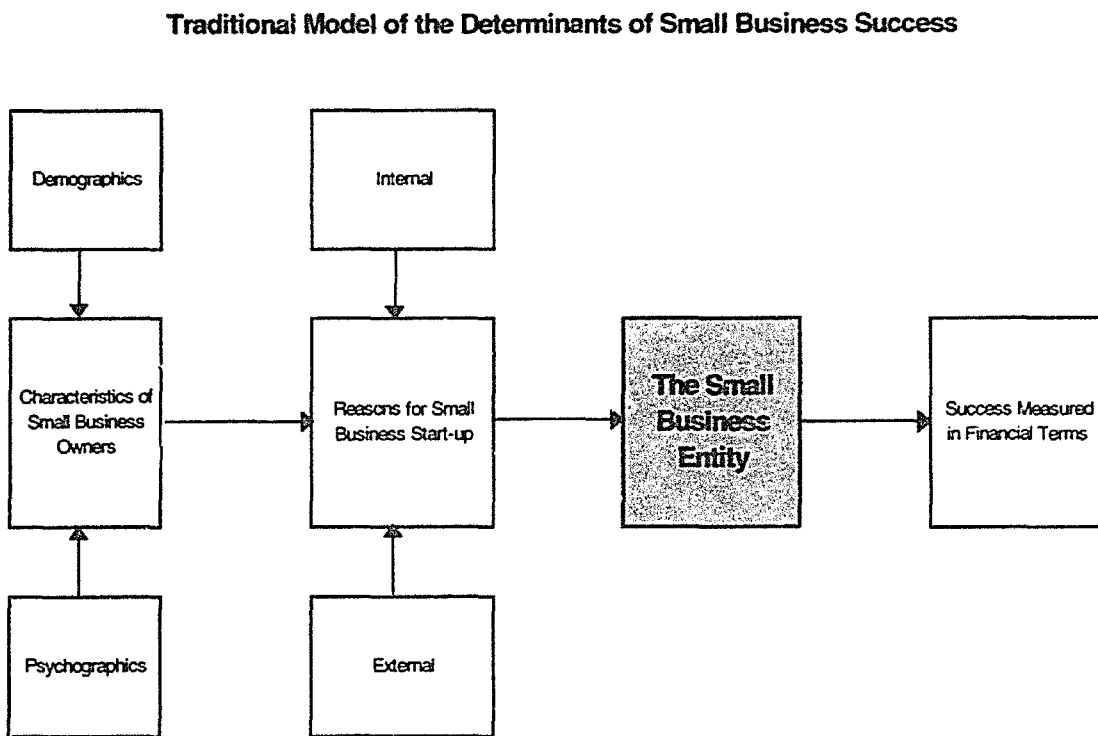 Traditional Model of the Determinants of Small Business Success
Demographics
Internal
Characteristics of
Small Business
Owners
Reasons for Small
Business Start-up
The Small
Business
Entity
Success Measured
in Financial Terms
Psychographics
External